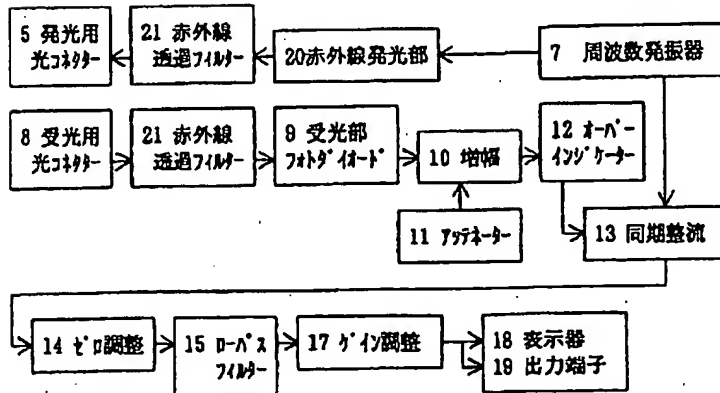 5 発光用
光コネクター
21 赤外線
透過フィルター
20赤外線発光部
7 周波数発振器
8 受光用
光コネクター
21 赤外線
透過フィルター
9 受光部
フォトダイオード
10 増幅
12 オーバー
インジケーター
11 アッテネーター
13 同期整流
14 ゼロ調整
15 ローパス
フィルター
17 ゲイン調整
18 表示器
19 出力端子